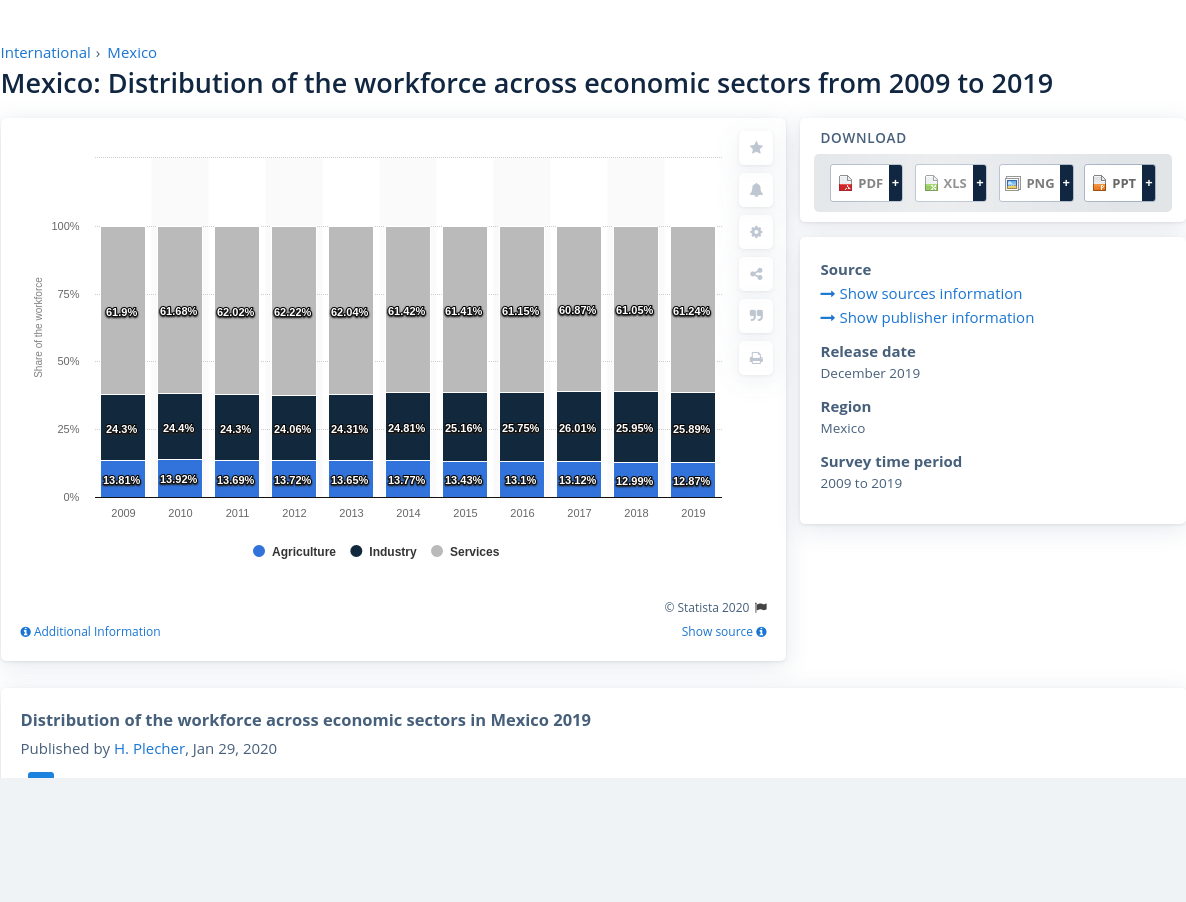 International › Mexico
Mexico: Distribution of the workforce across economic sectors from 2009 to 2019
Share of the workforce
100%
75%
50%
25%
0%
61.9% 61.68% 62.02% 62.22% 62.04% 61.42% 61.41% 61.15% 60.87% 61.05% 61.24%
24.3% 24.4% 24.3% 24.06% 24.31% 24.81% 25.16% 25.75% 26.01% 25.95% 25.89%
13.81% 13.92% 13.69% 13.72% 13.65% 13.77% 13.43% 13.1% 13.12% 12.99% 12.87%
2009 2010 2011 2012 2013 2014 2015 2016 2017 2018 2019
Agriculture Industry Services
© Statista 2020
Additional Information
Show source
DOWNLOAD
PDF + XLS + PNG + PPT +
Source
Show sources information
Show publisher information
Release date
December 2019
Region
Mexico
Survey time period
2009 to 2019
Distribution of the workforce across economic sectors in Mexico 2019
Published by H. Plecher, Jan 29, 2020